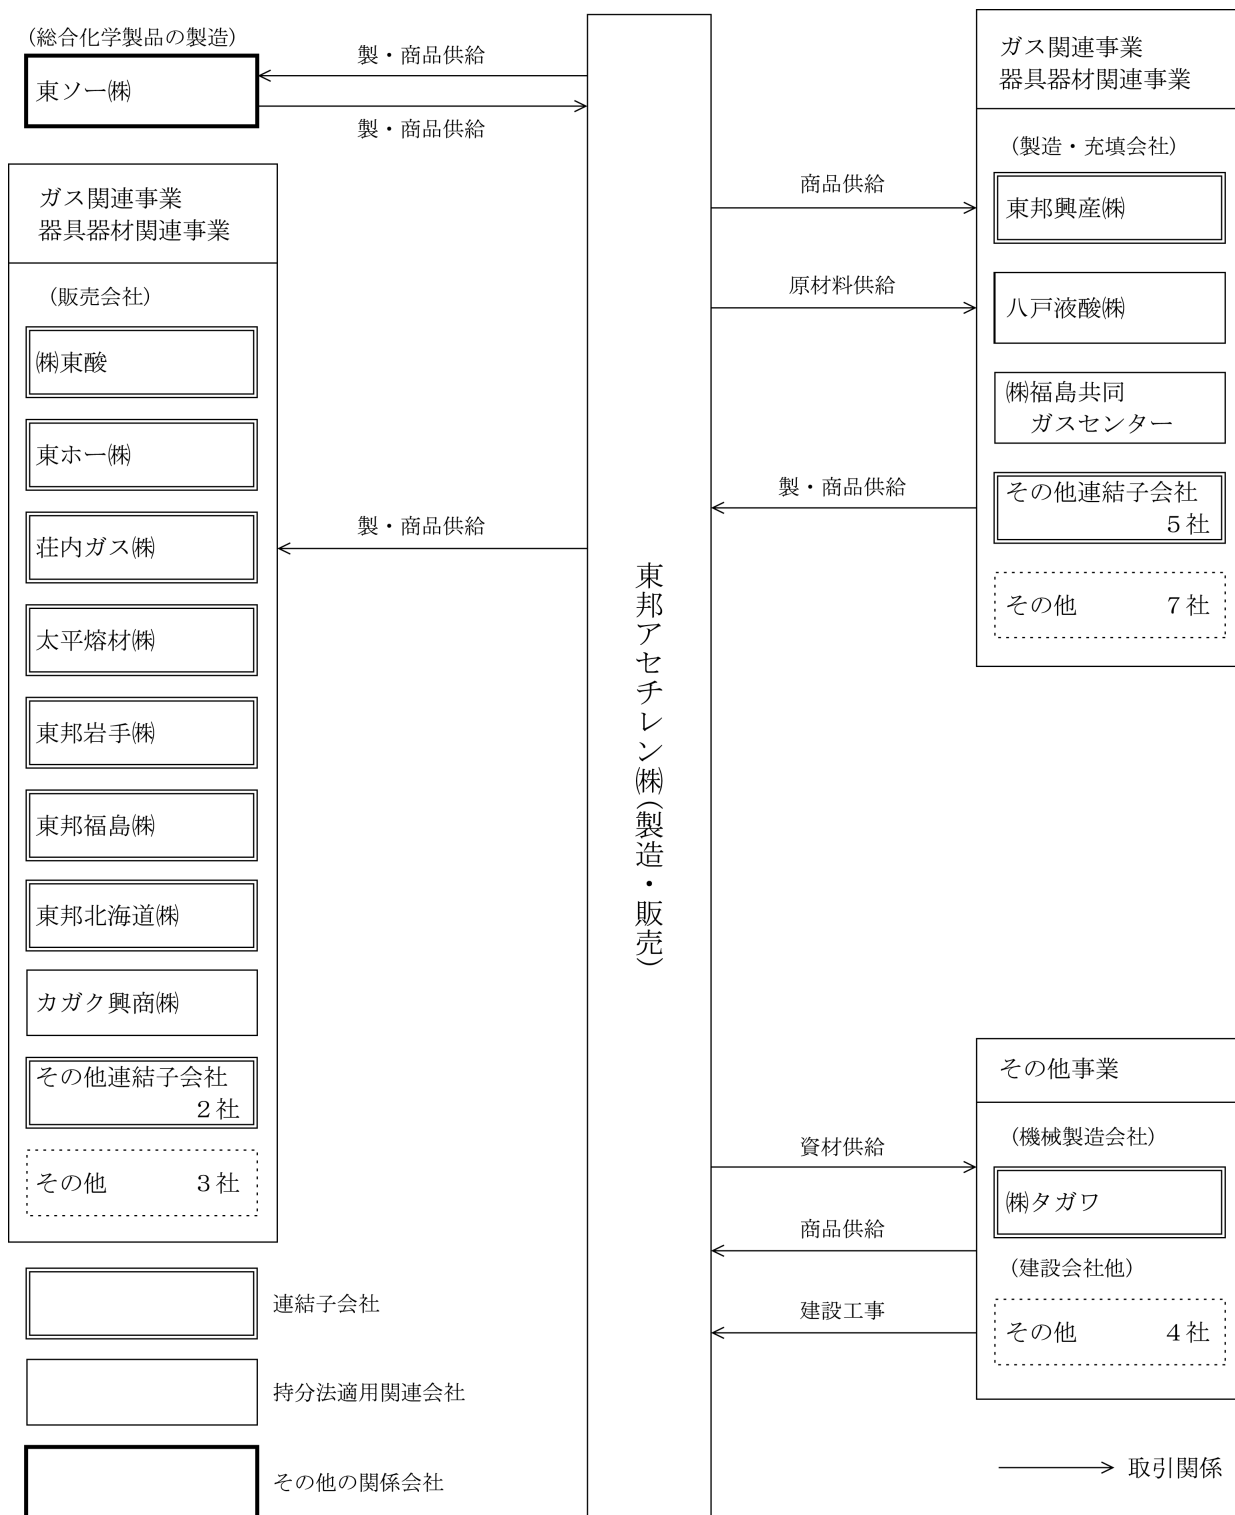 (総合化学製品の製造)
東ソー㈱
製・商品供給
製・商品供給
ガス関連事業
器具器材関連事業
(販売会社)
㈱東酸
東ホー㈱
荘内ガス㈱
太平熔材㈱
東邦岩手㈱
東邦福島㈱
東邦北海道㈱
カガク興商㈱
その他連結子会社
２社
その他 ３社
製・商品供給
東邦アセチレン㈱(製造・販売)
ガス関連事業
器具器材関連事業
(製造・充填会社)
商品供給
東邦興産㈱
原材料供給
八戸液酸㈱
㈱福島共同
ガスセンター
製・商品供給
その他連結子会社
５社
その他 ７社
その他事業
(機械製造会社)
資材供給
㈱タガワ
商品供給
(建設会社他)
建設工事
その他 ４社
連結子会社
持分法適用関連会社
その他の関係会社
取引関係